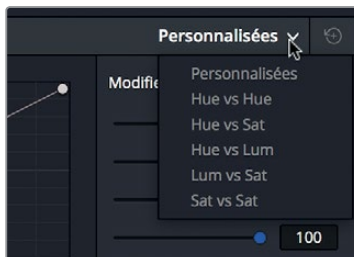 Personnalisées
Modifie
Personnalisées
Hue vs Hue
Hue vs Sat
Hue vs Lum
Lum vs Sat
Sat vs Sat
100